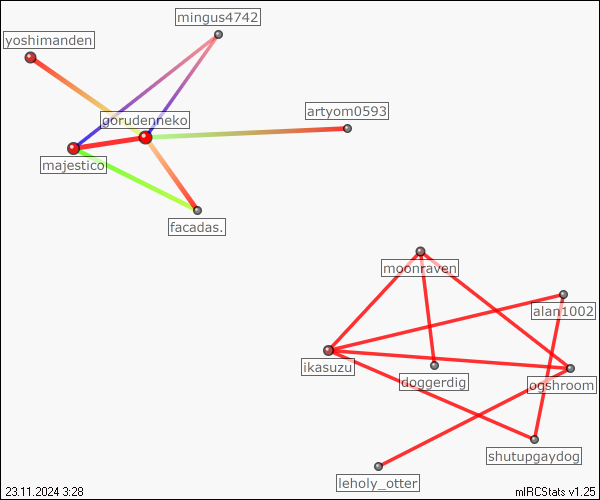 mingus4742
yoshimanden
artyom0593
gorudenneko
majestico
facadas.
moonraven
alan1002
ikasuzu
doggerdig
ogshroom
shutupgaydog
leholy_otter
23.11.2024 3:28
mIRCStats v1.25